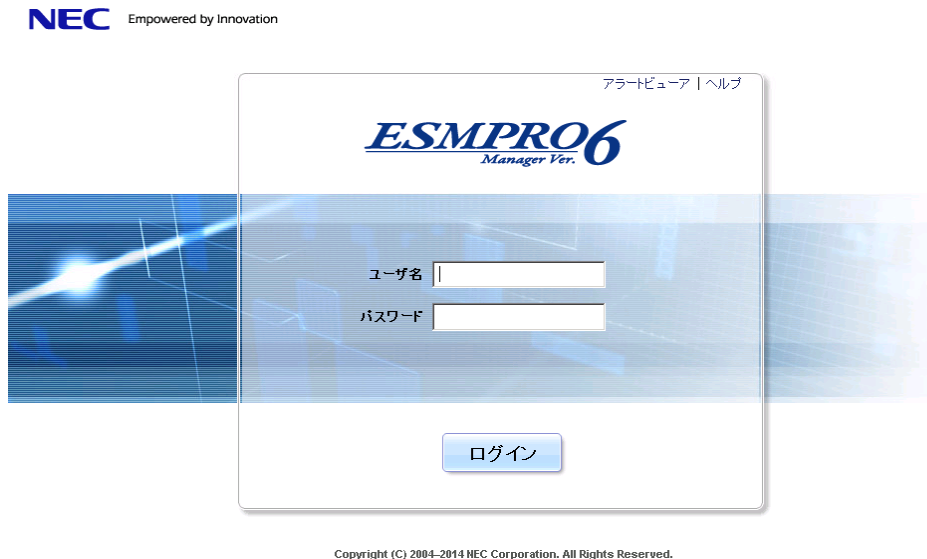 NEC Empowered by Innovation
アラートビューア | ヘルプ
ESMPRO6
Manager Ver.
ユーザ名
パスワード
ログイン
Copyright (C) 2004-2014 NEC Corporation. All Rights Reserved.